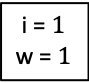 i = 1
w = 1